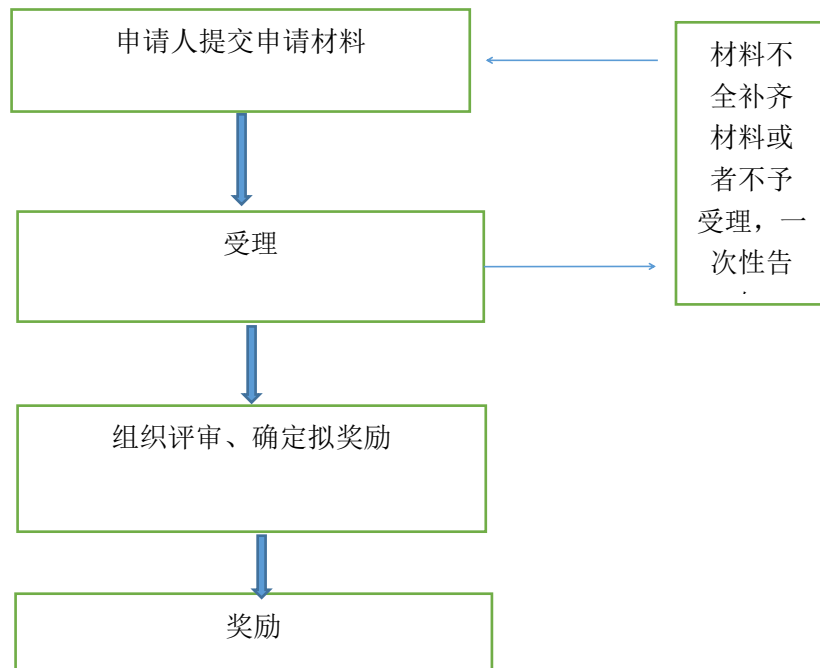 申请人提交申请材料
材料不
全补齐
材料或
者不予
受理，一
次性告
受理
组织评审、确定拟奖励
奖励